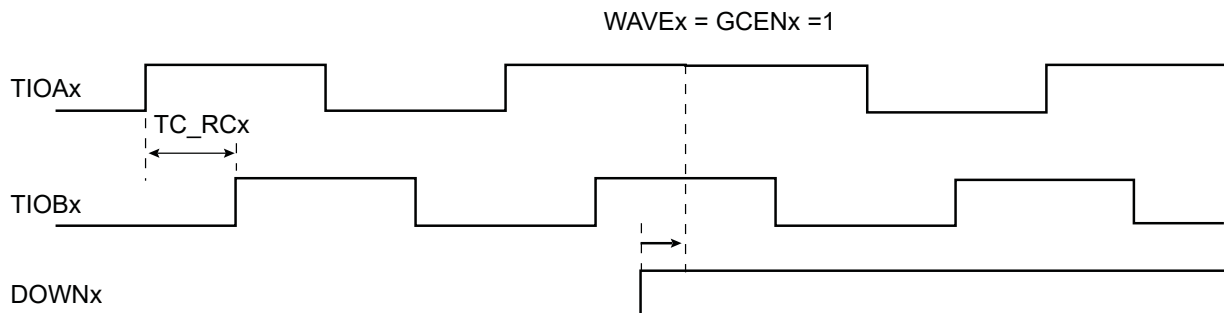 WAVEx = GCENx =1
TIOAx
TC_RCx
TIOBx
DOWNx